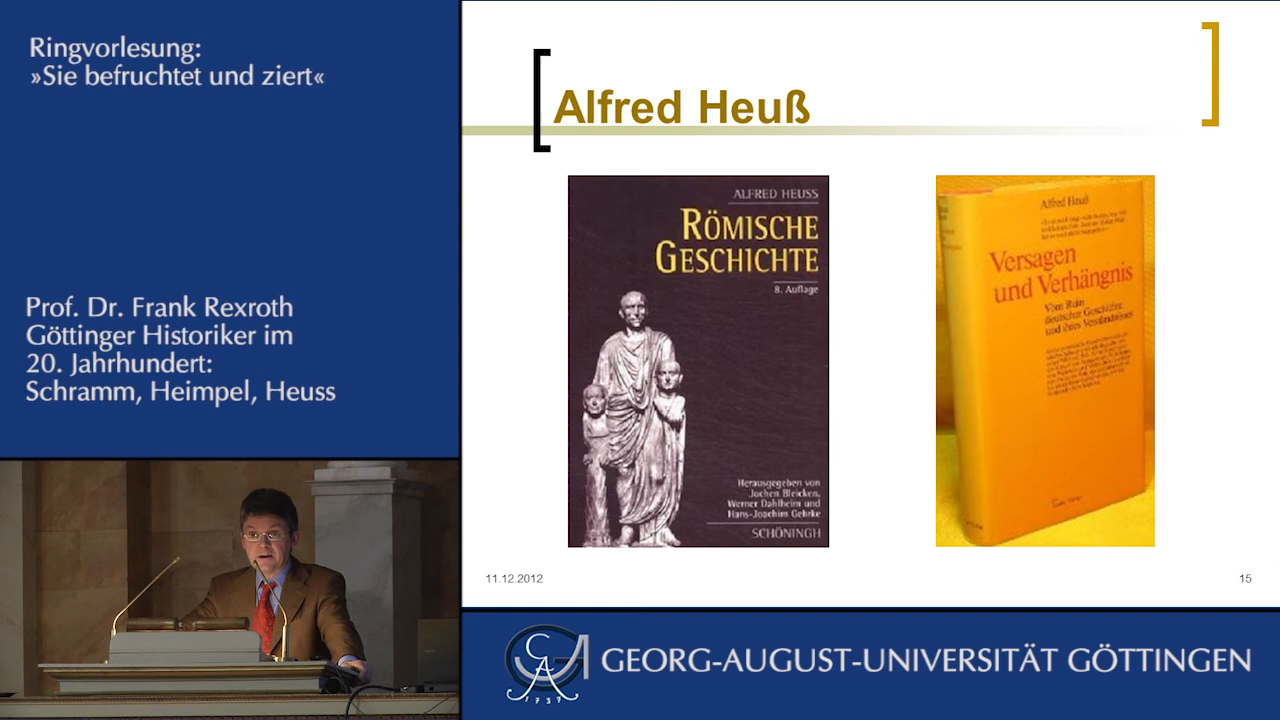 Ringvorlesung:
»Sie befruchtet und ziert«
Prof. Dr. Frank Rexroth
Göttinger Historiker im
20. Jahrhundert:
Schramm, Heimpel, Heuss
Alfred Heuß
ALFRED HEUSS
RÖMISCHE
GESCHICHTE
8. Auflage
Herausgegeben von
Jochen Bleicken,
Werner Dahlheim und
Hans-Joachim Gehrke
SCHÖNINGH
Alfred Heuß
Versagen
und Verhängnis
Vom Ruin
deutscher Geschichte
und ihres Verständnisses
11.12.2012
15
GEORG-AUGUST-UNIVERSITÄT GÖTTINGEN
1737